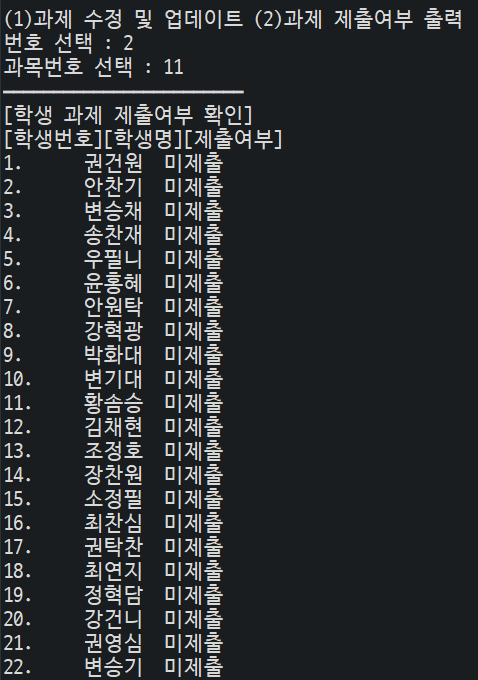 (1)과제 수정 및 업데이트 (2)과제 제출여부 출력
번호 선택 : 2
과목번호 선택 : 11
[학생 과제 제출여부 확인]
[학생번호][학생명][제출여부]
1. 권건원 미제출
2. 안찬기 미제출
3. 변승채 미제출
4. 송찬재 미제출
5. 우필니 미제출
6. 윤홍혜 미제출
7. 안원탁 미제출
8. 강혁광 미제출
9. 박화대 미제출
10. 변기대 미제출
11. 황솜승 미제출
12. 김채현 미제출
13. 조정호 미제출
14. 장찬원 미제출
15. 소정필 미제출
16. 최찬심 미제출
17. 권탁찬 미제출
18. 최연지 미제출
19. 정혁담 미제출
20. 강건니 미제출
21. 권영심 미제출
22. 변승기 미제출